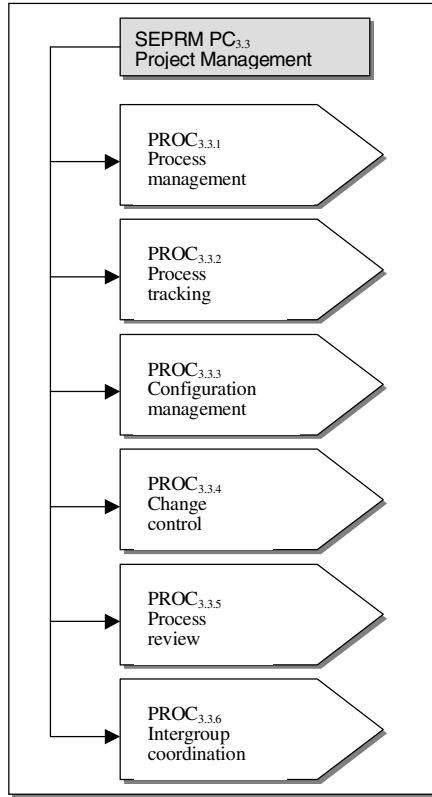 SEPRM PC3.3
Project Management
PROC3.3.1
Process
management
PROC3.3.2
Process
tracking
PROC3.3.3
Configuration
management
PROC3.3.4
Change
control
PROC3.3.5
Process
review
PROC3.3.6
Intergroup
coordination